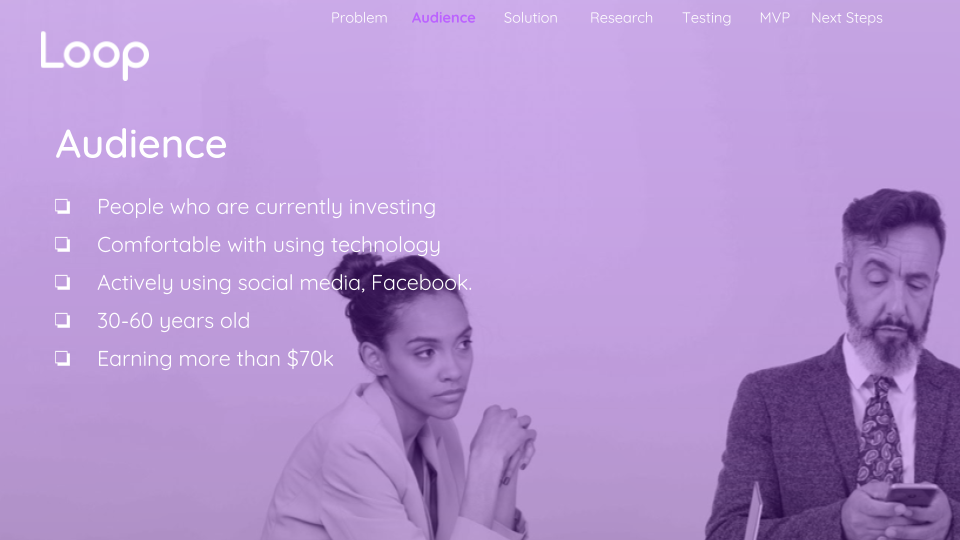 Problem Audience Solution Research Testing MVP Next Steps
Loop
Audience
People who are currently investing
Comfortable with using technology
Actively using social media, Facebook.
30-60 years old
Earning more than $70k